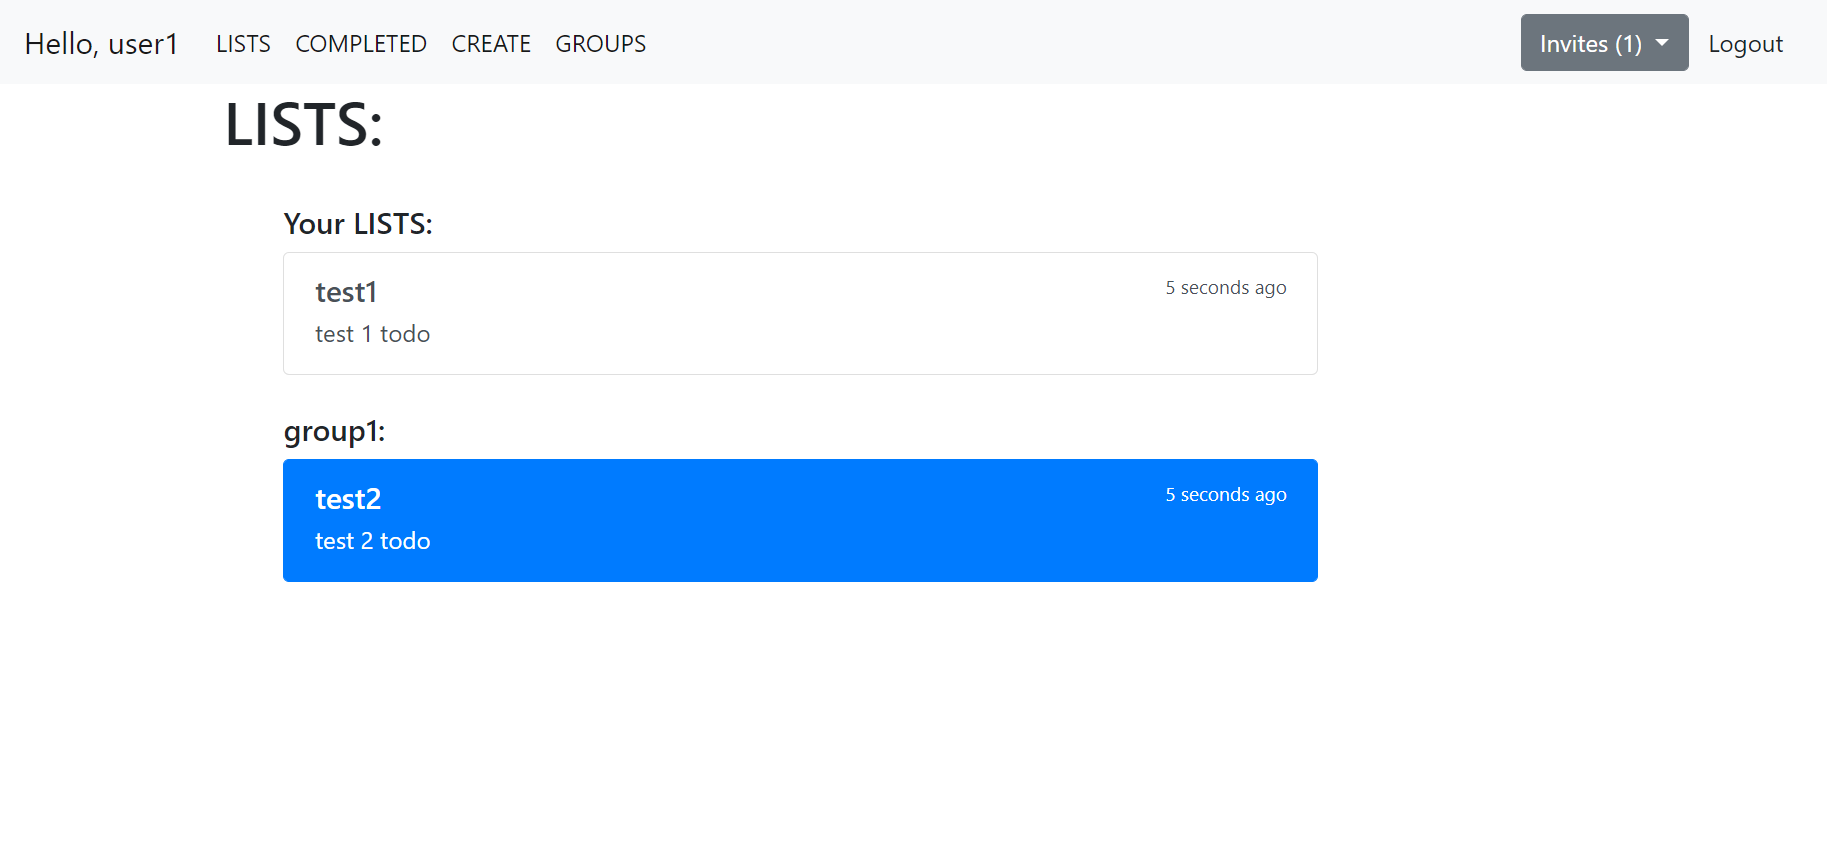 Hello, user1 LISTS COMPLETED CREATE GROUPS Invites (1) Logout
LISTS:
Your LISTS:
test1 5 seconds ago
test 1 todo
group1:
test2 5 seconds ago
test 2 todo